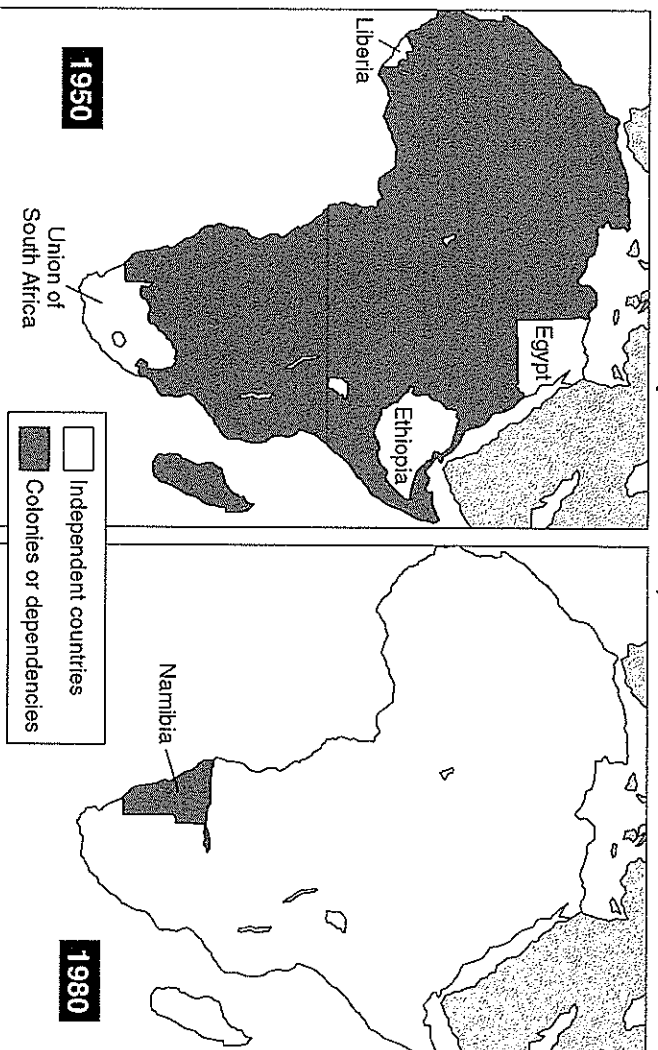 Liberia
Egypt
Ethiopia
Union of
South Africa
1950
Namibia
1980
Independent countries
Colonies or dependencies